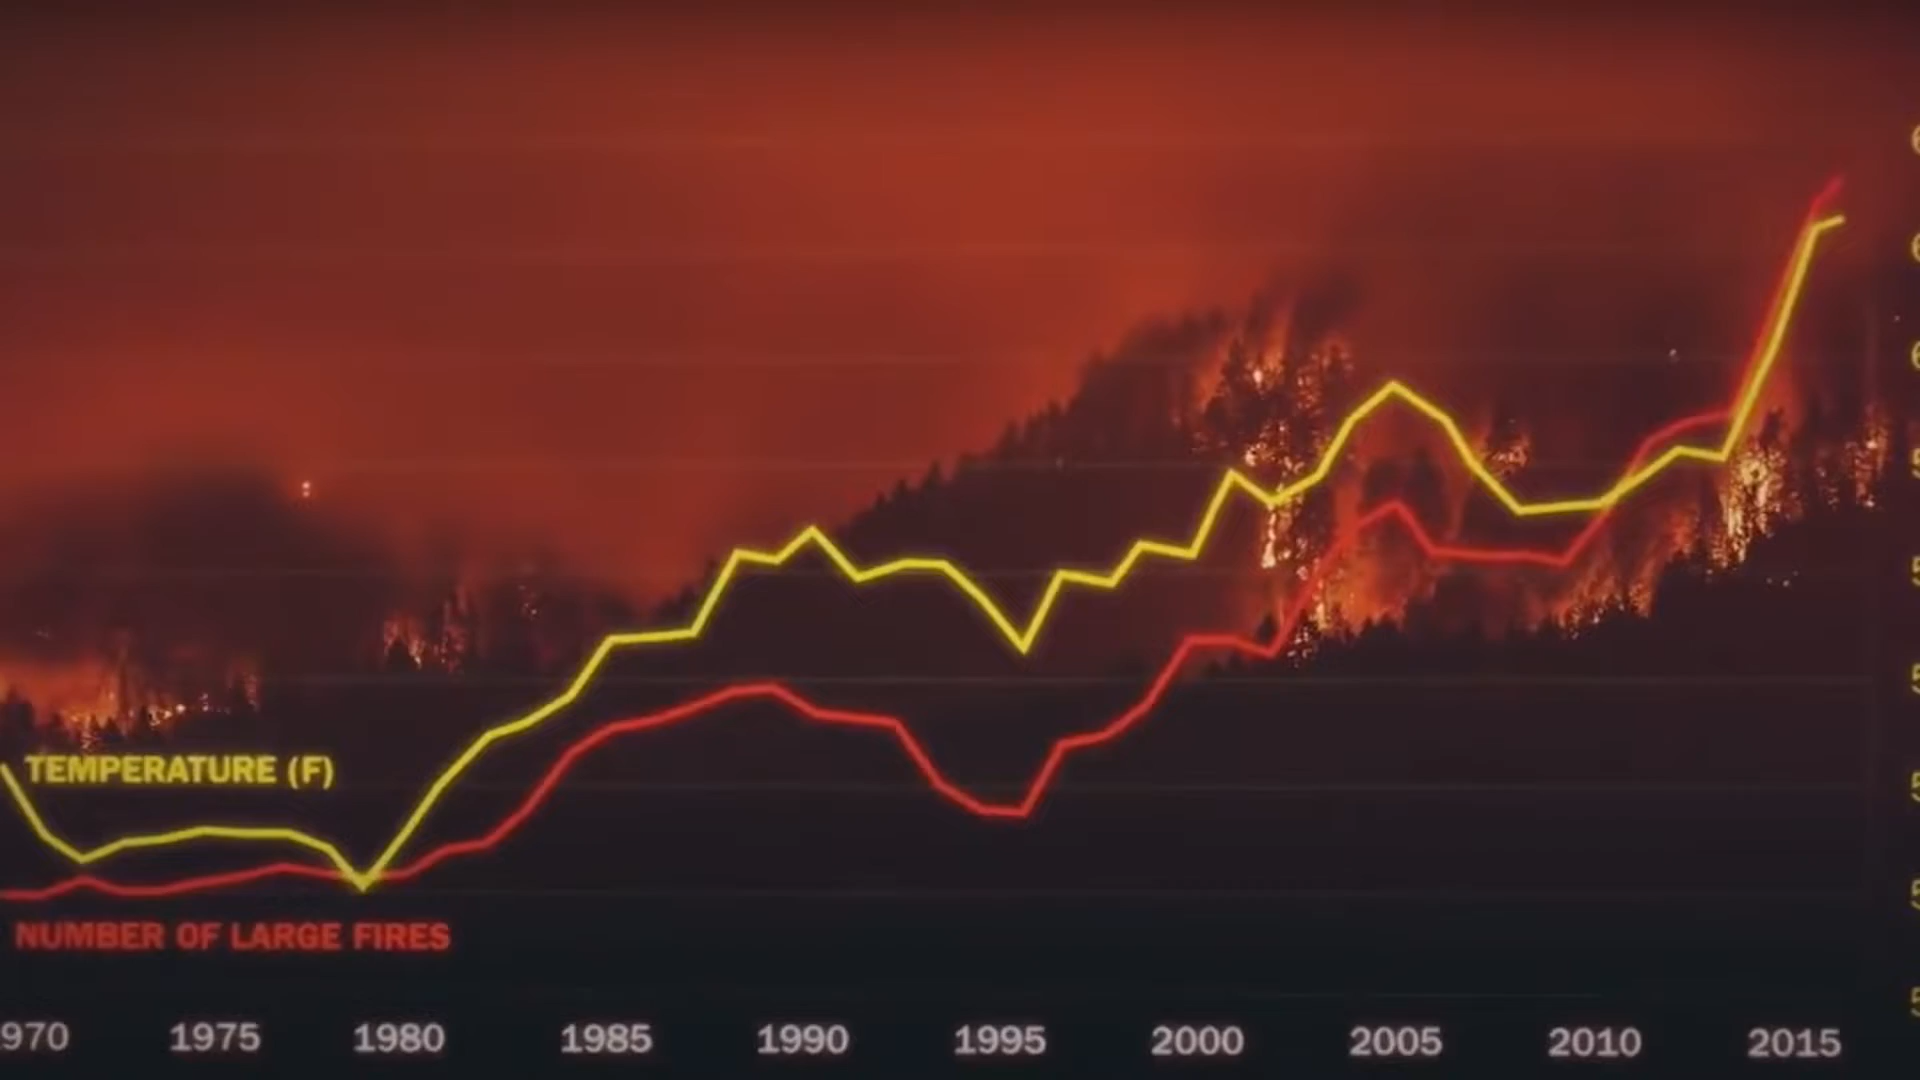 TEMPERATURE (F)
NUMBER OF LARGE FIRES
970 1975 1980 1985 1990 1995 2000 2005 2010 2015